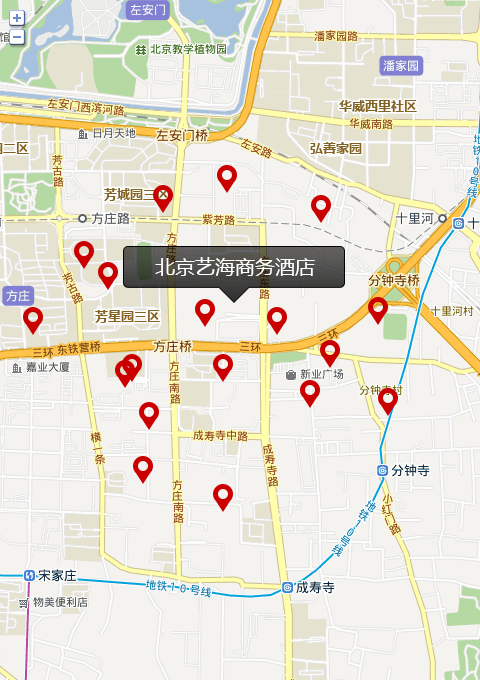 左安门
潘家园路
北京教学植物园
潘家园
左安门西滨河路
华威西里社区
华威南路
日月天地
左安门桥
左安路
弘善家园
二区
地铁10号线
芳古路
芳城园三区
方庄路
紫芳路
十里河
十
方庄路
北京艺海商务酒店
东路
分钟寺桥
芳古路
方庄
芳星园三区
十里河村
三环
东铁营桥
方庄桥
三环
三环
嘉业大厦
方庄南路
新业广场
分钟寺村
横一条
成寿寺中路
成寿寺路
分钟寺
方庄南路
小红门路
地铁10号线
宋家庄
地铁10号线
成寿寺
物美便利店